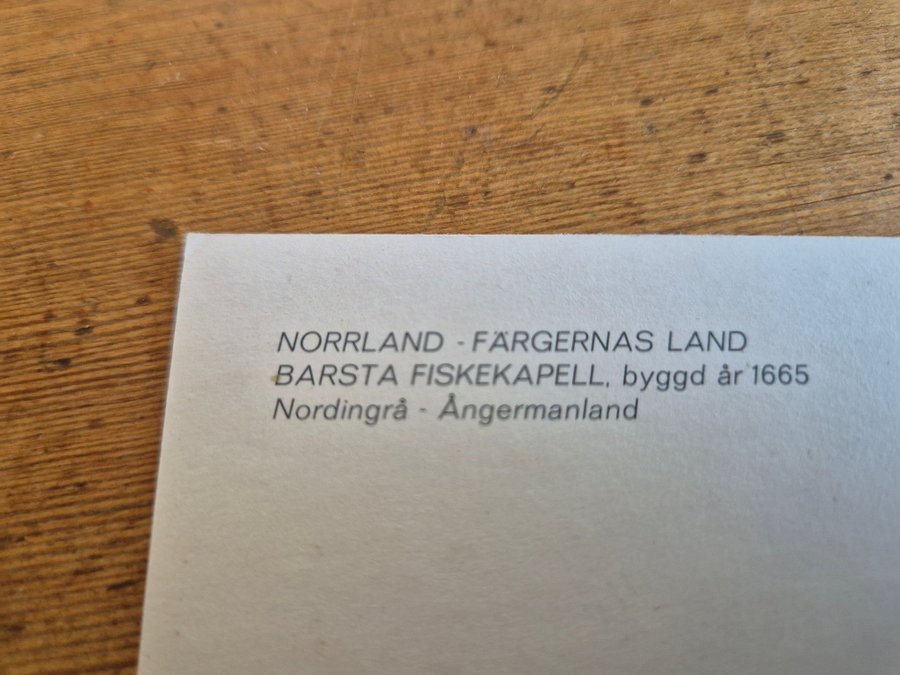 NORRLAND - FÄRGERNAS LAND
BARSTA FISKEKAPELL, byggd år 1665
Nordingrå - Ångermanland